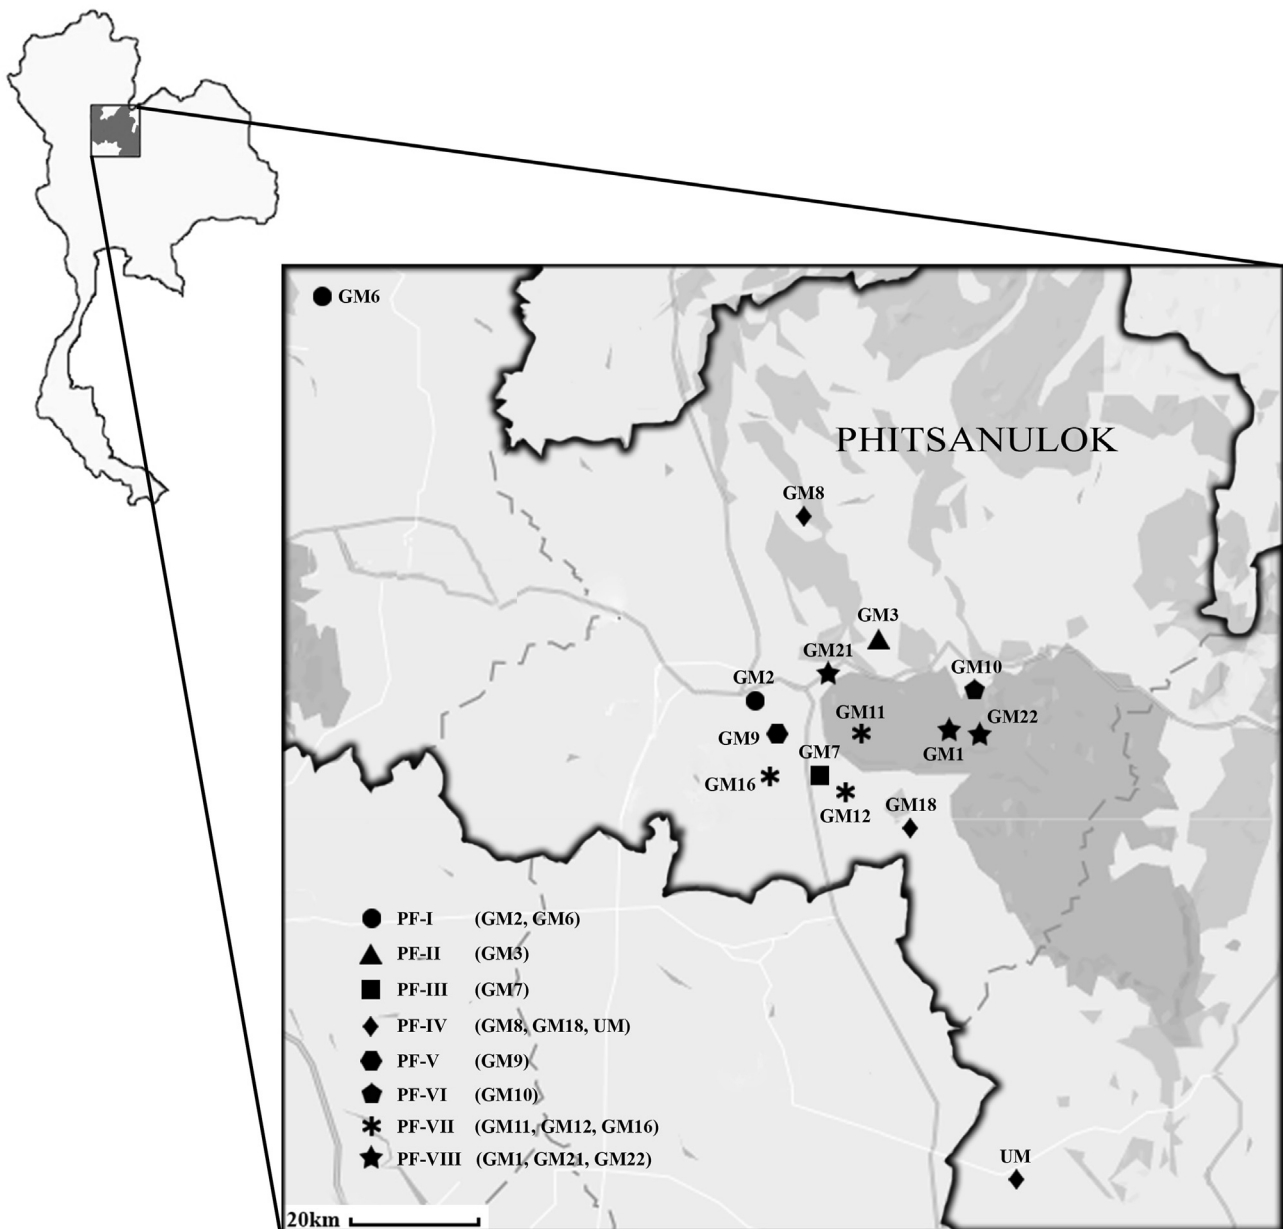 GM6
PHITSANULOK
GM8
GM3
GM21
GM10
GM2
GM11
GM22
GM9
GM7
GM1
GM16
GM12
GM18
PF-I (GM2, GM6)
PF-II (GM3)
PF-III (GM7)
PF-IV (GM8, GM18, UM)
PF-V (GM9)
PF-VI (GM10)
PF-VII (GM11, GM12, GM16)
PF-VIII (GM1, GM21, GM22)
UM
20km